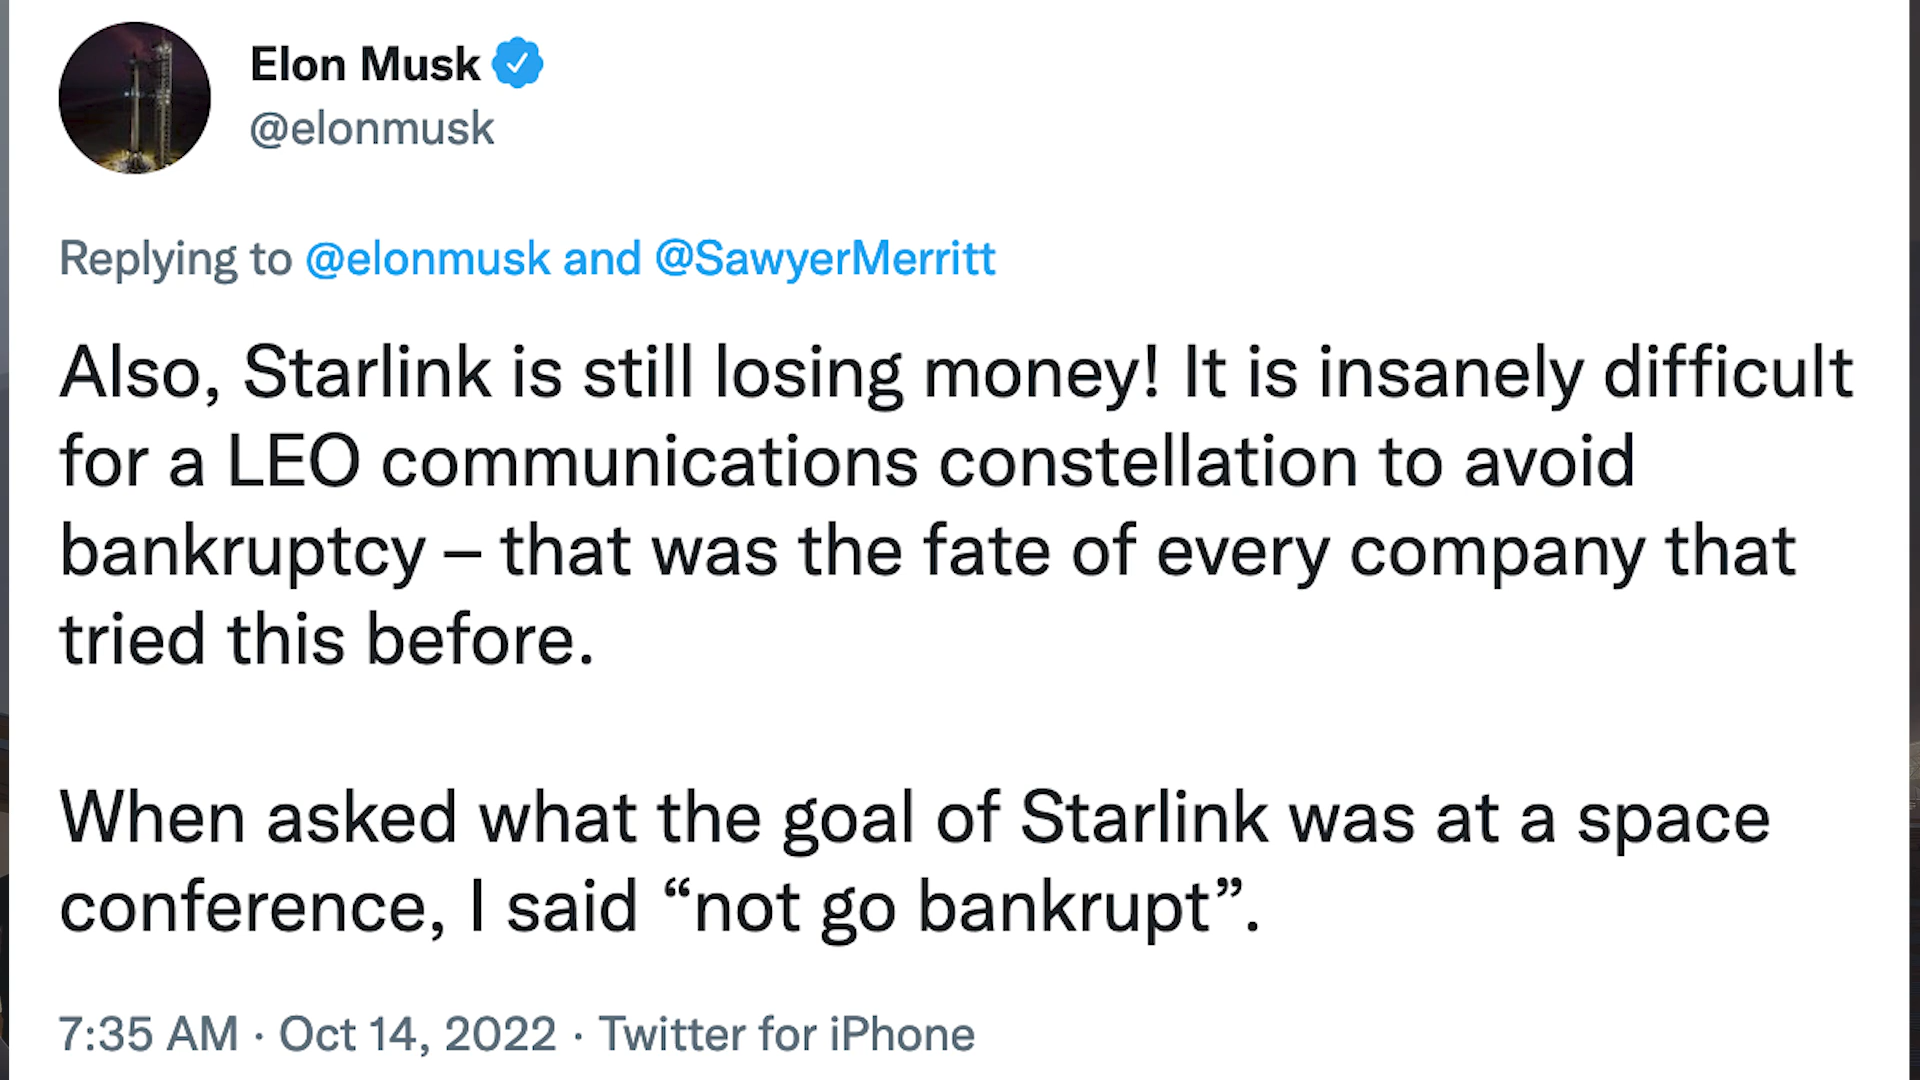 Elon Musk
@elonmusk
Replying to @elonmusk and @SawyerMerritt
Also, Starlink is still losing money! It is insanely difficult
for a LEO communications constellation to avoid
bankruptcy – that was the fate of every company that
tried this before.
When asked what the goal of Starlink was at a space
conference, I said “not go bankrupt”.
7:35 AM · Oct 14, 2022 · Twitter for iPhone